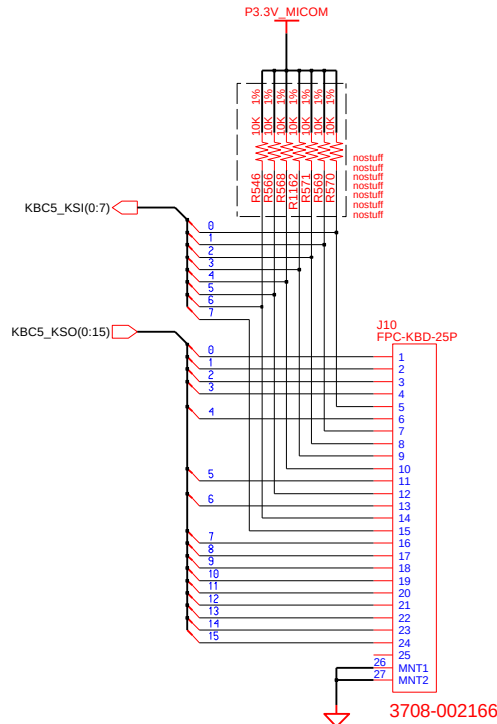 P3.3V_MICOM
1% 1% 1% 1% 1% 1% 1%
10K 10K 10K 10K 10K 10K 10K
R546 R566 R568 R1162 R571 R569 R570
nostuff
nostuff
nostuff
nostuff
nostuff
nostuff
nostuff
KBC5_KSI(0:7)
0
1
2
3
4
5
6
7
KBC5_KSO(0:15)
0
1
2
3
4
5
6
7
8
9
10
11
12
13
14
15
J10
FPC-KBD-25P
1
2
3
4
5
6
7
8
9
10
11
12
13
14
15
16
17
18
19
20
21
22
23
24
25
26 MNT1
27 MNT2
3708-002166